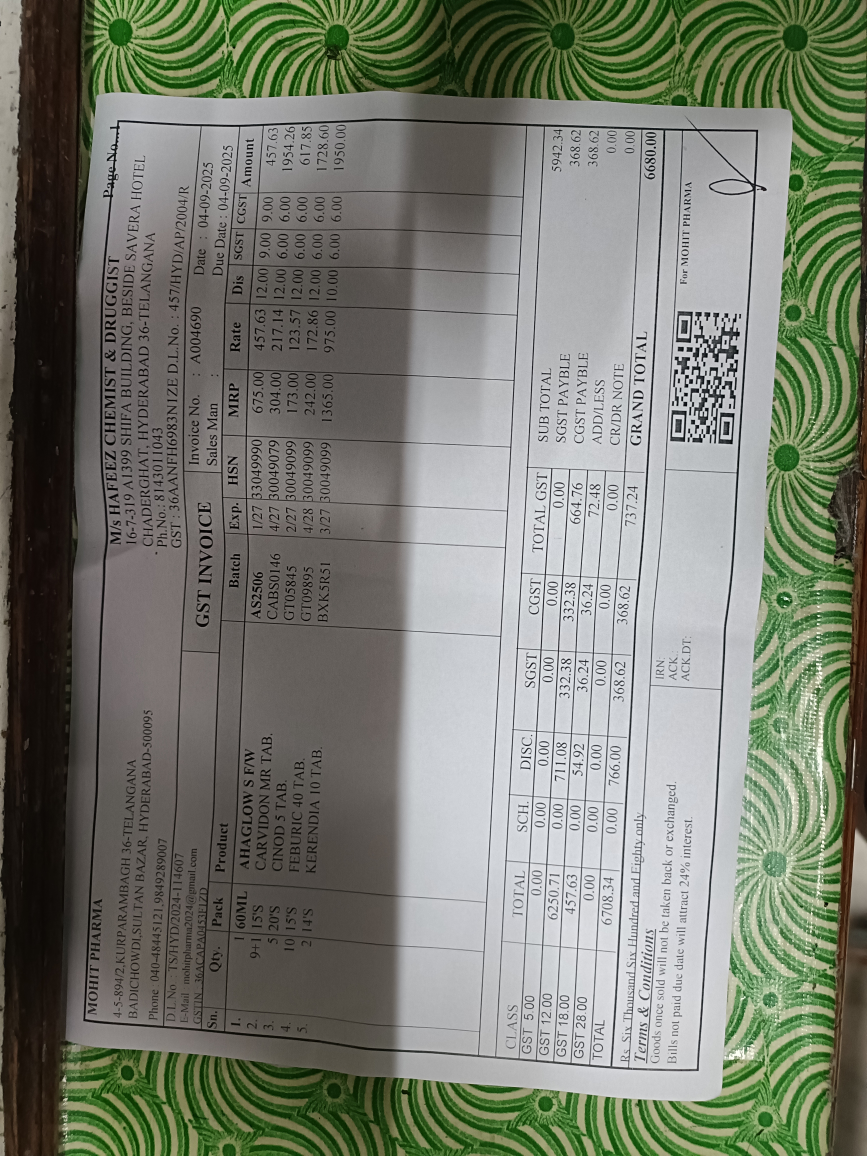 Page No...1
MOHIT PHARMA
4-5-894/2,KURPARAMBAGH 36-TELANGANA
BADICHOWDI,SULTAN BAZAR, HYDERABAD-500095
Phone : 040-48445121,9849289007
D.L.No. : TS/HYD/2024-114607
E-Mail : mohitpharma2024@gmail.com
GSTIN : 36ACAPA0453F1ZD
M/s HAFEEZ CHEMIST & DRUGGIST
16-7-319 A1399 SHIFA BUILDING, BESIDE SAVERA HOTEL
CHADERGHAT, HYDERABAD 36-TELANGANA
Ph.No.: 8143011043
GST : 36AANFH6983N1ZE D.L.No. : 457/HYD/AP/2004/R
GST INVOICE
Invoice No. : A004690 Date : 04-09-2025
Sales Man : Due Date : 04-09-2025
Sn. Qty. Pack Product Batch Exp. HSN MRP Rate Dis SGST CGST Amount
1. 1 60ML AHAGLOW S F/W AS2506 1/27 33049990 675.00 457.63 12.00 9.00 9.00 457.63
2. 9+1 15'S CARVIDON MR TAB. CABS0146 4/27 30049079 304.00 217.14 12.00 6.00 6.00 1954.26
3. 5 20'S CINOD 5 TAB. GT05845 2/27 30049099 173.00 123.57 12.00 6.00 6.00 617.85
4. 10 15'S FEBURIC 40 TAB. GT09895 4/28 30049099 242.00 172.86 12.00 6.00 6.00 1728.60
5. 2 14'S KERENDIA 10 TAB. BXK5R51 3/27 30049099 1365.00 975.00 10.00 6.00 6.00 1950.00
CLASS TOTAL SCH. DISC. SGST CGST TOTAL GST
GST 5.00 0.00 0.00 0.00 0.00 0.00 0.00
GST 12.00 6250.71 0.00 711.08 332.38 332.38 664.76
GST 18.00 457.63 0.00 54.92 36.24 36.24 72.48
GST 28.00 0.00 0.00 0.00 0.00 0.00 0.00
TOTAL 6708.34 0.00 766.00 368.62 368.62 737.24
SUB TOTAL 5942.34
SGST PAYBLE 368.62
CGST PAYBLE 368.62
ADD/LESS 0.00
CR/DR NOTE 0.00
GRAND TOTAL 6680.00
Rs. Six Thousand Six Hundred and Eighty only
Terms & Conditions
Goods once sold will not be taken back or exchanged.
Bills not paid due date will attract 24% interest.
IRN:
ACK.:
ACK.DT:
For MOHIT PHARMA